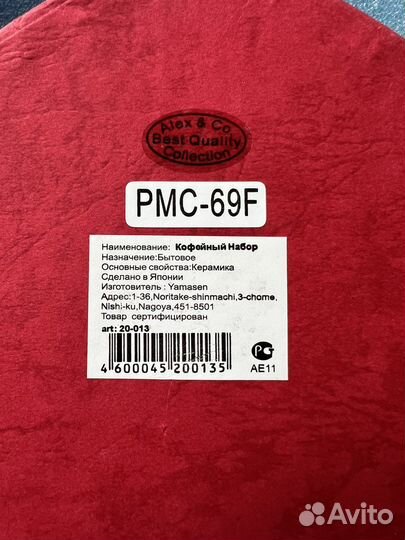 Alex & Co
Best Quality
Collection
PMC-69F
Наименование: Кофейный Набор
Назначение:Бытовое
Основные свойства:Керамика
Сделано в Японии
Изготовитель : Yamasen
Адрес:1-36,Noritake-shinmachi,3-chome,
Nishi-ku,Nagoya,451-8501
Товар сертифицирован
art: 20-013
4 600045 200135
АЕ11
Avito